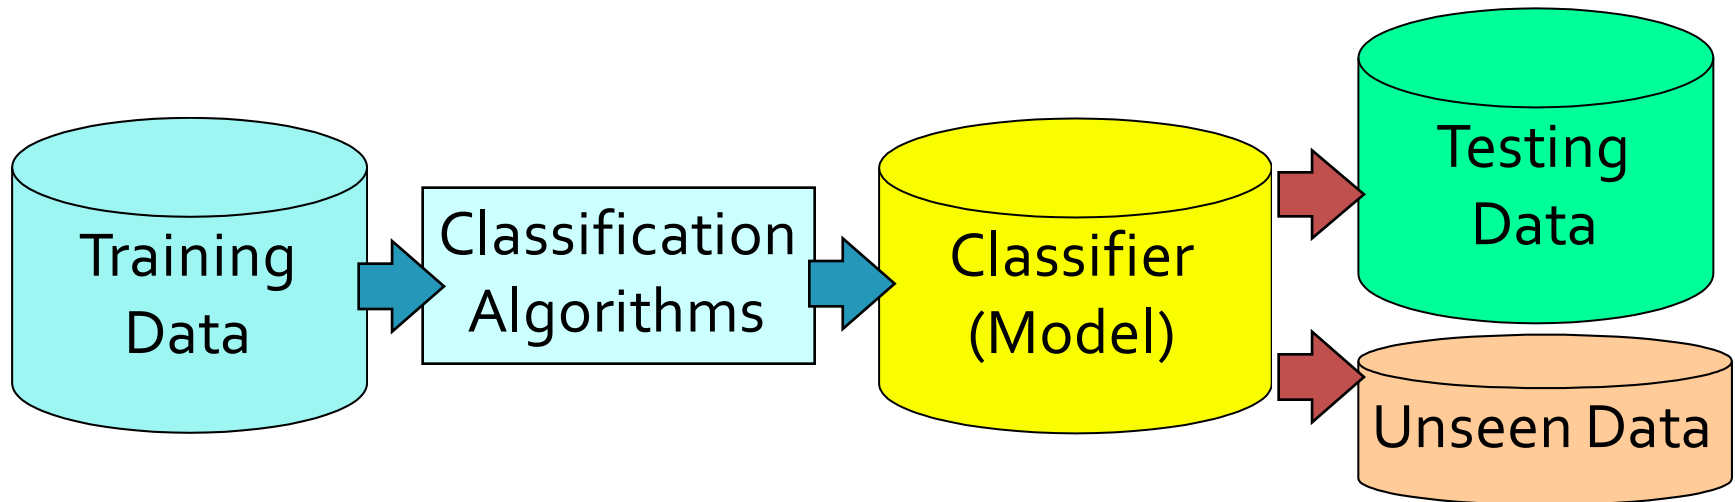 Training
Data
Classification
Algorithms
Classifier
(Model)
Testing
Data
Unseen Data